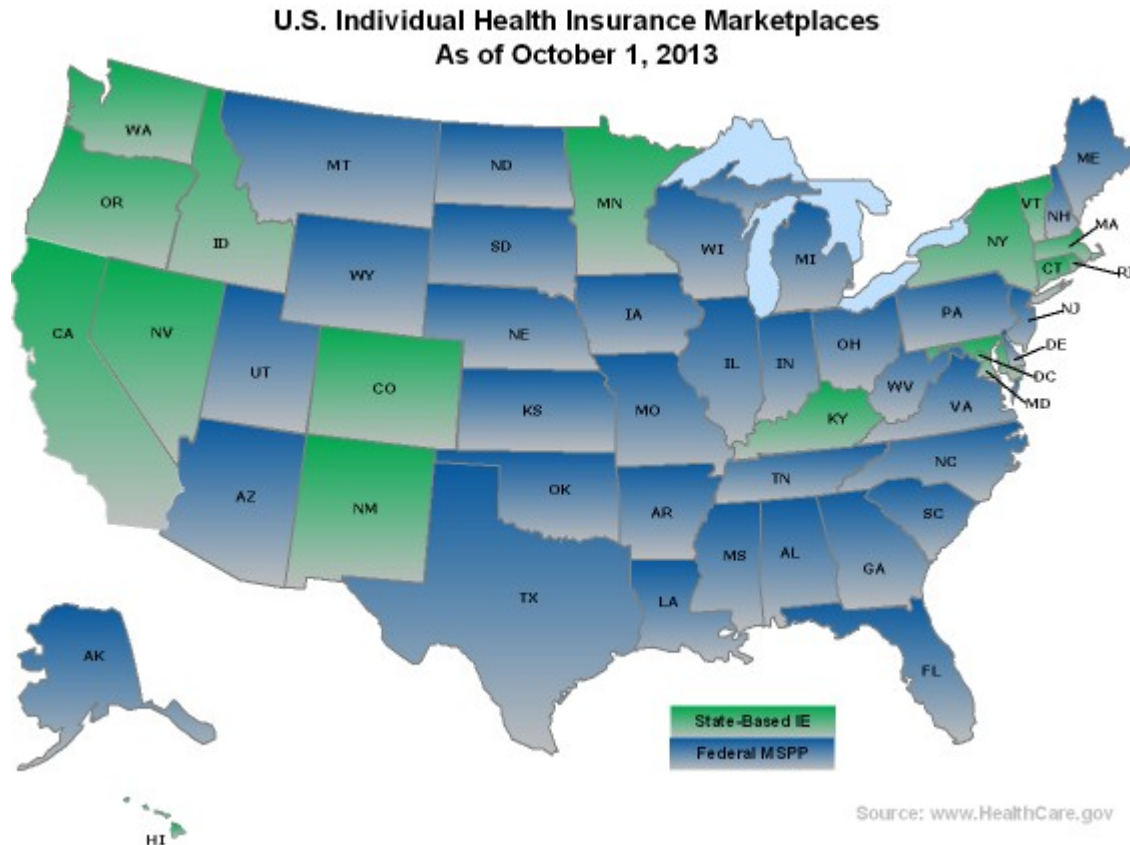 U.S. Individual Health Insurance Marketplaces
As of October 1, 2013
WA
MT
ND
MN
ME
OR
ID
SD
WI
MI
VT
NH
NY
MA
CT
RI
WY
CA
NV
UT
CO
NE
IA
IL
IN
OH
PA
NJ
DE
DC
MD
WV
VA
KS
MO
KY
AZ
NM
OK
AR
TN
NC
SC
TX
LA
MS
AL
GA
FL
AK
HI
State-Based IE
Federal MSPP
Source: www.HealthCare.gov